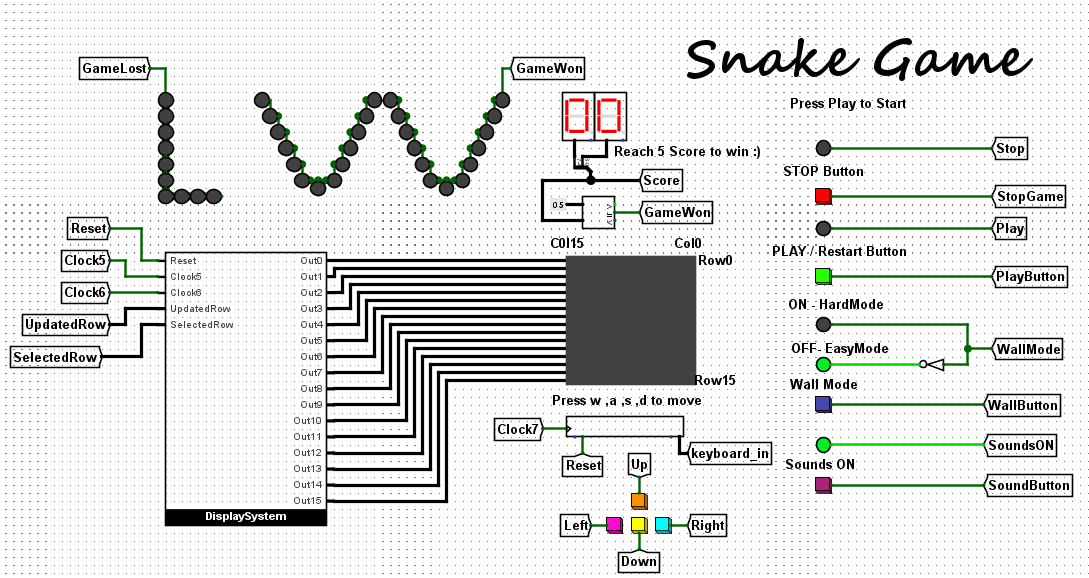 Snake Game
GameLost
GameWon
Press Play to Start
Reach 5 Score to win :)
Stop
STOP Button
Score
StopGame
05
GameWon
Reset
Play
C0l15
Col0
PLAY / Restart Button
Clock5
Row0
PlayButton
Clock6
ON - HardMode
UpdatedRow
SelectedRow
OFF- EasyMode
WallMode
Row15
Wall Mode
Press w ,a ,s ,d to move
WallButton
Clock7
keyboard_in
SoundsON
Reset
Up
Sounds ON
SoundButton
Left
Right
Down
Reset
Clock5
Clock6
UpdatedRow
SelectedRow
Out0
Out1
Out2
Out3
Out4
Out5
Out6
Out7
Out8
Out9
Out10
Out11
Out12
Out13
Out14
Out15
DisplaySystem
00